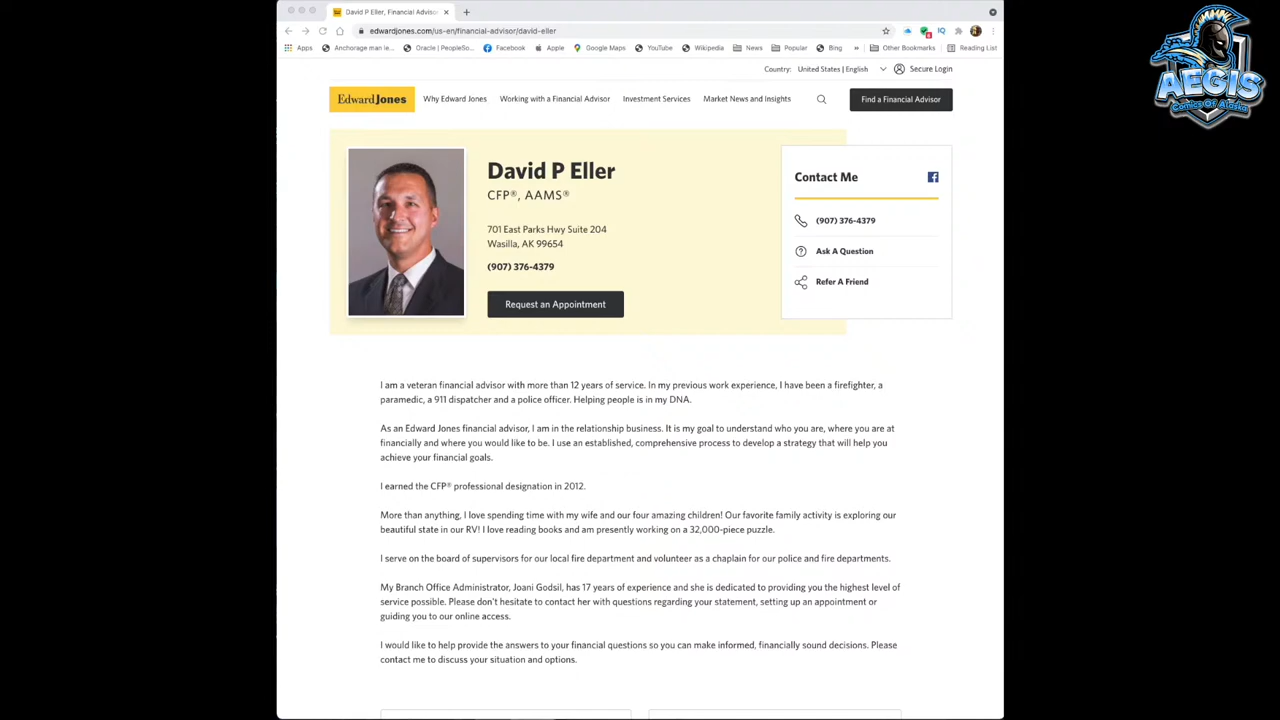 David P Eller, Financial Advisor
edwardjones.com/us-en/financial-advisor/david-eller
Apps
Anchorage man le...
Oracle | PeopleSo...
Facebook
Apple
Google Maps
YouTube
Wikipedia
News
Popular
Bing
»
Other Bookmarks
Reading List
AEGIS
Comics Of Alaska
Country: United States | English
Secure Login
Edward Jones
Why Edward Jones
Working with a Financial Advisor
Investment Services
Market News and Insights
Find a Financial Advisor
David P Eller
CFP®, AAMS®
701 East Parks Hwy Suite 204
Wasilla, AK 99654
(907) 376-4379
Request an Appointment
Contact Me
(907) 376-4379
Ask A Question
Refer A Friend
I am a veteran financial advisor with more than 12 years of service. In my previous work experience, I have been a firefighter, a
paramedic, a 911 dispatcher and a police officer. Helping people is in my DNA.
As an Edward Jones financial advisor, I am in the relationship business. It is my goal to understand who you are, where you are at
financially and where you would like to be. I use an established, comprehensive process to develop a strategy that will help you
achieve your financial goals.
I earned the CFP® professional designation in 2012.
More than anything, I love spending time with my wife and our four amazing children! Our favorite family activity is exploring our
beautiful state in our RV! I love reading books and am presently working on a 32,000-piece puzzle.
I serve on the board of supervisors for our local fire department and volunteer as a chaplain for our police and fire departments.
My Branch Office Administrator, Joani Godsil, has 17 years of experience and she is dedicated to providing you the highest level of
service possible. Please don't hesitate to contact her with questions regarding your statement, setting up an appointment or
guiding you to our online access.
I would like to help provide the answers to your financial questions so you can make informed, financially sound decisions. Please
contact me to discuss your situation and options.